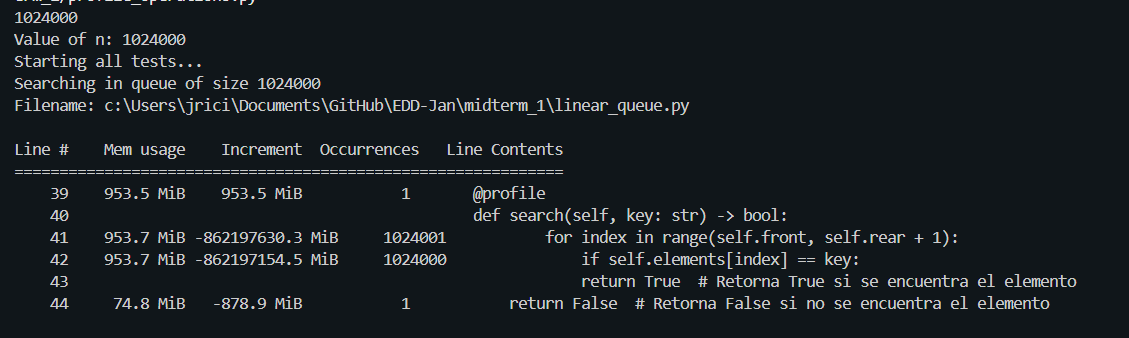 1024000
Value of n: 1024000
Starting all tests...
Searching in queue of size 1024000
Filename: c:\Users\jrici\Documents\GitHub\EDD-Jan\midterm_1\linear_queue.py
Line #    Mem usage    Increment  Occurrences   Line Contents
=============================================================
39    953.5 MiB    953.5 MiB           1       @profile
40                                             def search(self, key: str) -> bool:
41    953.7 MiB -862197630.3 MiB     1024001           for index in range(self.front, self.rear + 1):
42    953.7 MiB -862197154.5 MiB     1024000               if self.elements[index] == key:
43                                                         return True  # Retorna True si se encuentra el elemento
44     74.8 MiB   -878.9 MiB           1           return False  # Retorna False si no se encuentra el elemento